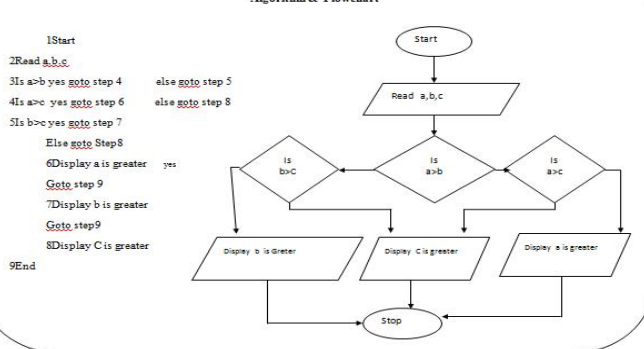 Algorithm & Flowchart
1Start
2Read a,b,c
3Is a>b yes goto step 4 else goto step 5
4Is a>c yes goto step 6 else goto step 8
5Is b>c yes goto step 7
Else goto Step8
6Display a is greater yes
Goto step 9
7Display b is greater
Goto step9
8Display C is greater
9End
Start
Read a,b,c
Is
b>C
Is
a>b
Is
a>c
Display b is Greter
Display C is greater
Display a is greater
Stop